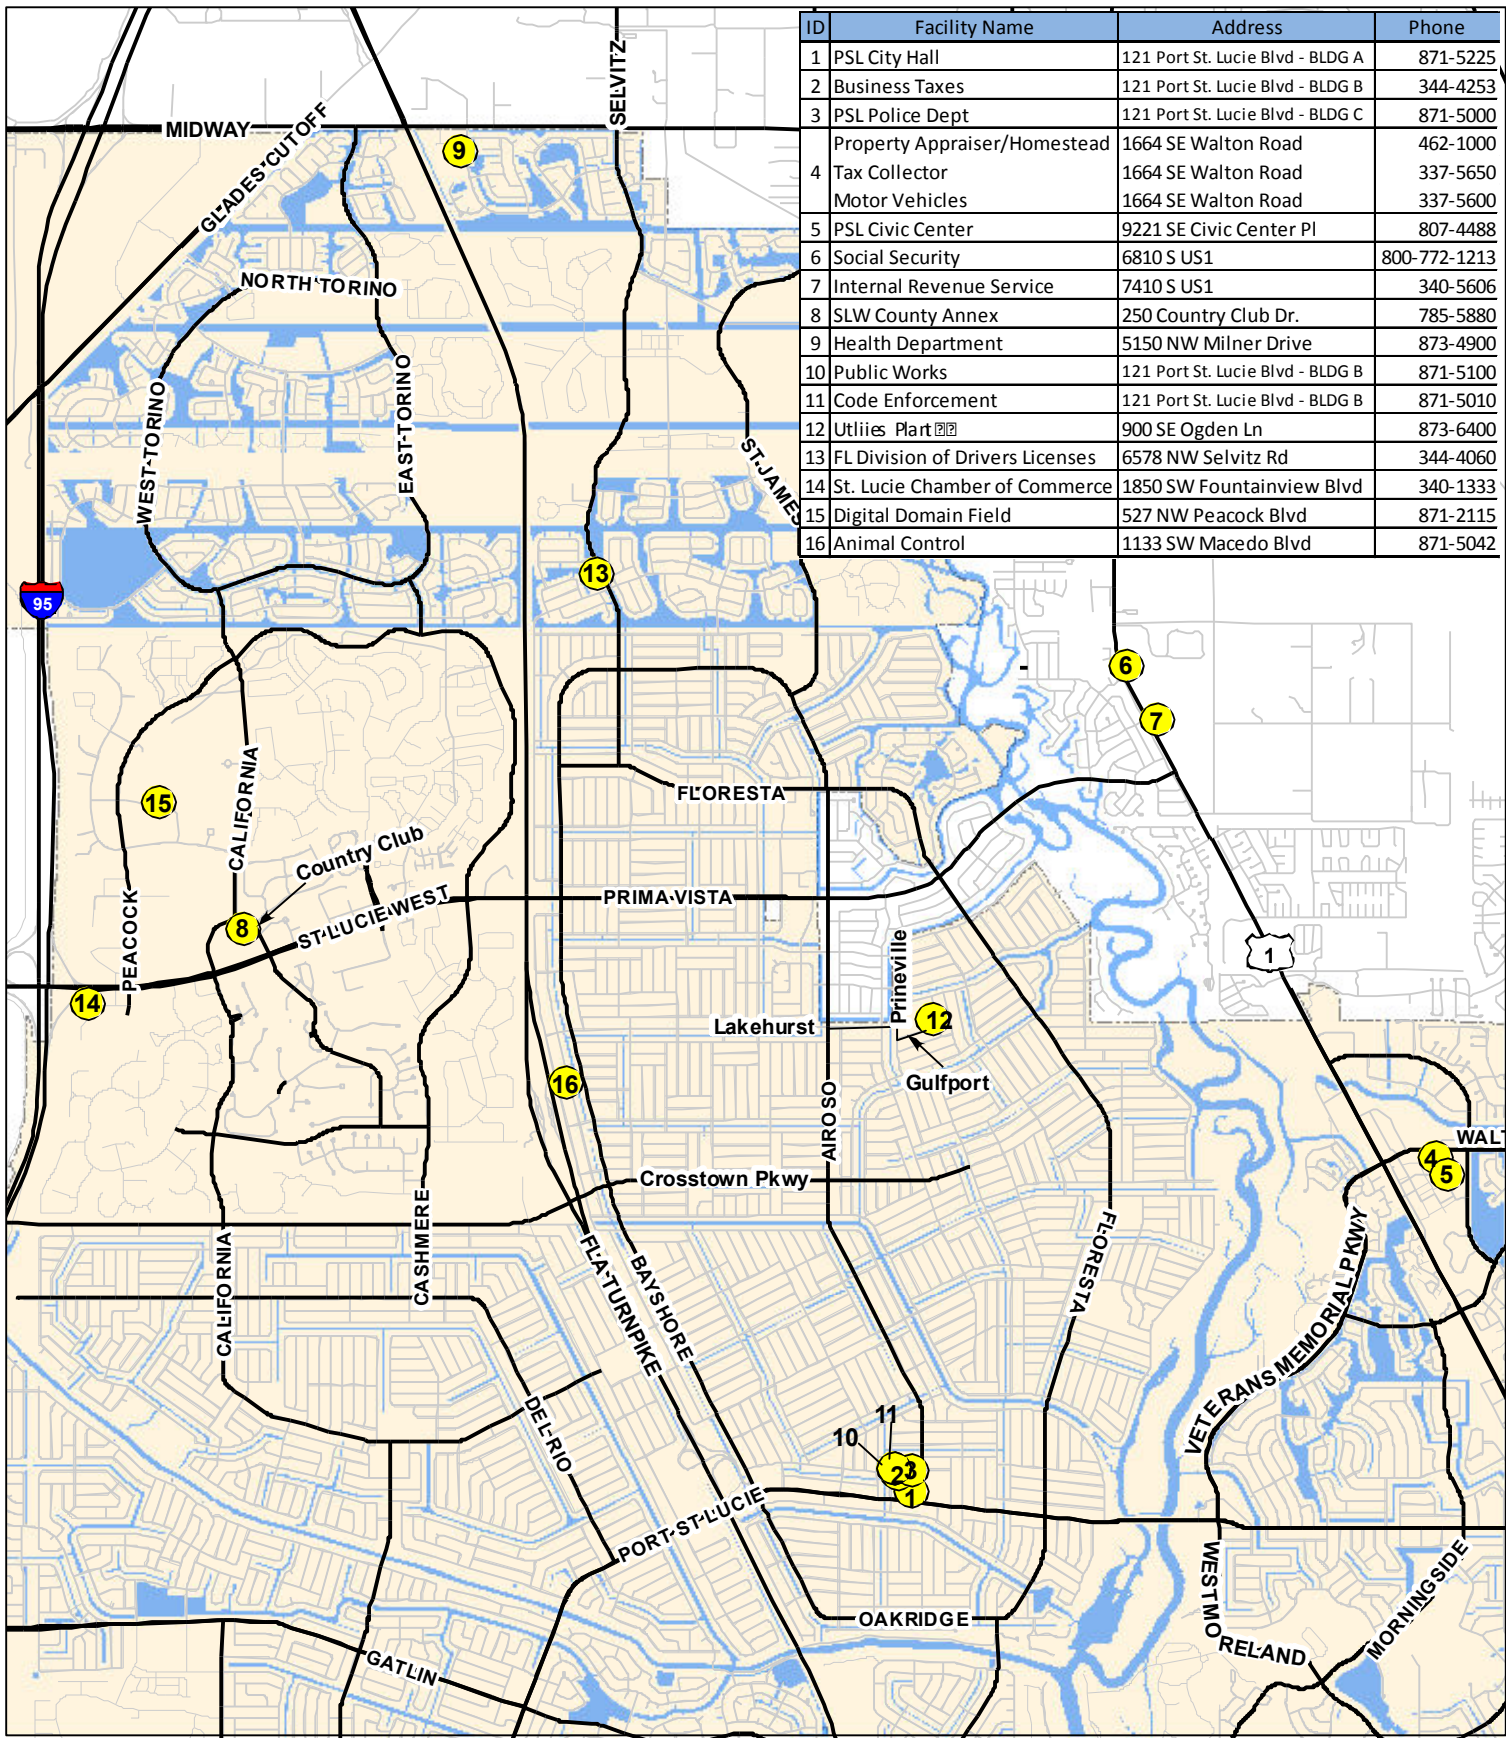 ID Facility Name Address Phone
1 PSL City Hall 121 Port St. Lucie Blvd - BLDG A 871-5225
2 Business Taxes 121 Port St. Lucie Blvd - BLDG B 344-4253
3 PSL Police Dept 121 Port St. Lucie Blvd - BLDG C 871-5000
Property Appraiser/Homestead 1664 SE Walton Road 462-1000
4 Tax Collector 1664 SE Walton Road 337-5650
Motor Vehicles 1664 SE Walton Road 337-5600
5 PSL Civic Center 9221 SE Civic Center Pl 807-4488
6 Social Security 6810 S US1 800-772-1213
7 Internal Revenue Service 7410 S US1 340-5606
8 SLW County Annex 250 Country Club Dr. 785-5880
9 Health Department 5150 NW Milner Drive 873-4900
10 Public Works 121 Port St. Lucie Blvd - BLDG B 871-5100
11 Code Enforcement 121 Port St. Lucie Blvd - BLDG B 871-5010
12 Utliies Plart 900 SE Ogden Ln 873-6400
13 FL Division of Drivers Licenses 6578 NW Selvitz Rd 344-4060
14 St. Lucie Chamber of Commerce 1850 SW Fountainview Blvd 340-1333
15 Digital Domain Field 527 NW Peacock Blvd 871-2115
16 Animal Control 1133 SW Macedo Blvd 871-5042
SELVITZ
MIDWAY
GLADES CUTOFF
9
NORTH TORINO
WEST-TORINO
EAST-TORINO
ST-JAMES
13
95
6
7
CALIFORNIA
15
FLORESTA
Country Club
PEACOCK
8
ST-LUCIE-WEST
PRIMA-VISTA
1
14
Prineville
12
Lakehurst
Gulfport
16
AIROSO
WALT
4
5
Crosstown Pkwy
CASHMERE
CALIFORNIA
FLA-TURNPIKE
BAYSHORE
FLORESTA
VETERANS MEMORIAL PKWY
DEL-RIO
11
10
2
3
1
PORT-ST-LUCIE
OAKRIDGE
WESTMORELAND
MORNINGSIDE
GATLIN